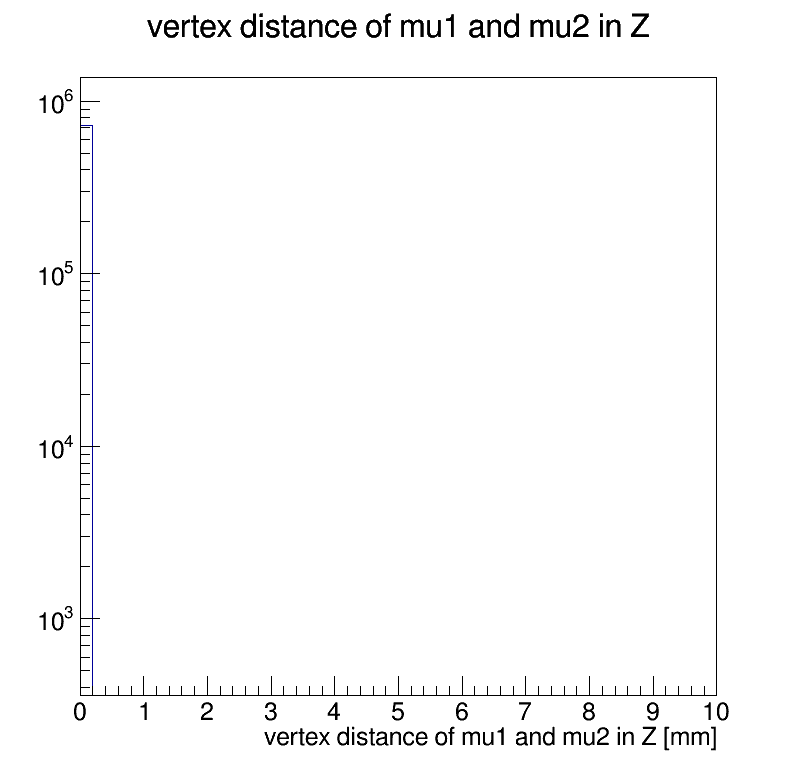 vertex distance of mu1 and mu2 in Z
10^6
10^5
10^4
10^3
0 1 2 3 4 5 6 7 8 9 10
vertex distance of mu1 and mu2 in Z [mm]